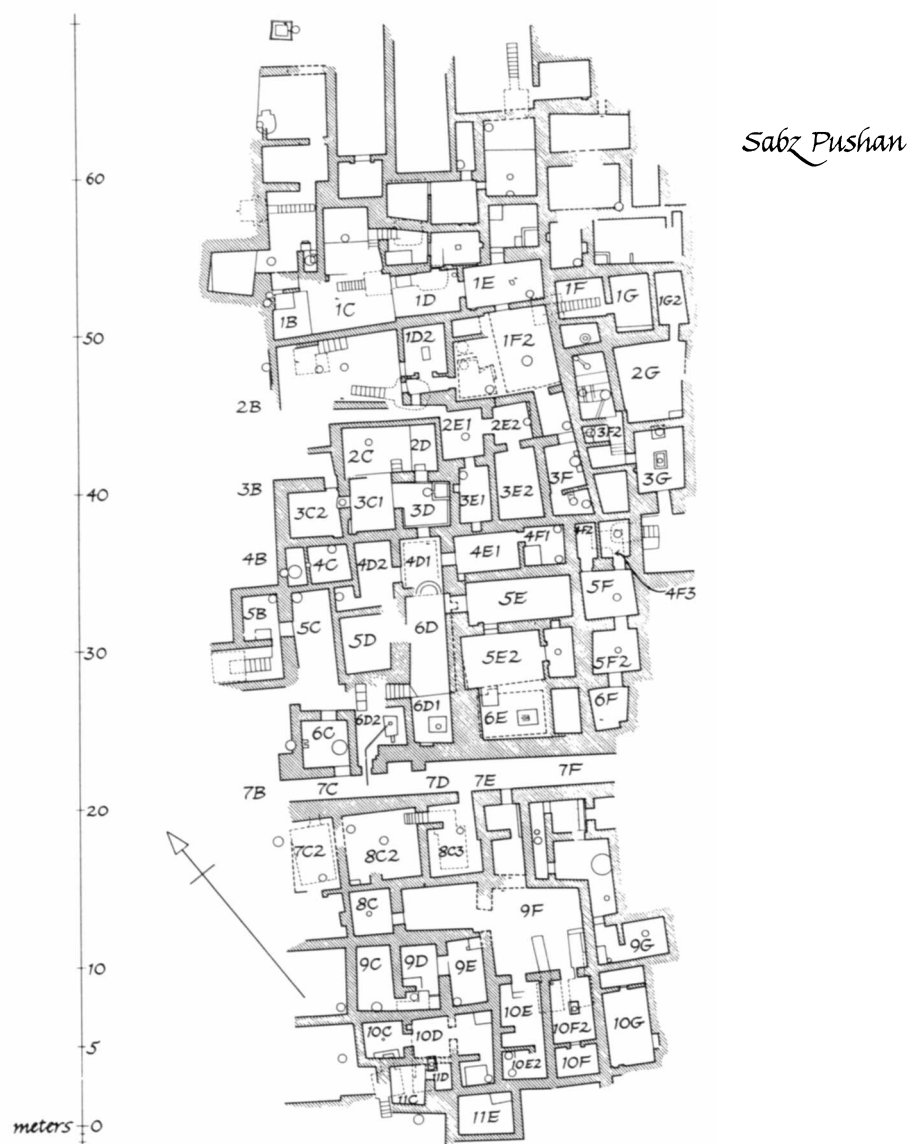 Sabz Pushan
60
1E
1F
1G
1D
1G2
1C
1B
50
1D2
1F2
2G
2B
2E1
2E2
3F2
2D
2C
3G
3F
40
3B
3E2
3E1
3C1
3C2
3D
4F2
4F1
4E1
4B
4C
4D2
4D1
5F
4F3
5E
5B
5C
6D
5D
30
5E2
5F2
6F
6D1
6E
6D2
6C
7F
7D
7E
7C
7B
20
7C2
8C2
8C3
8C
9F
9G
10
9C
9D
9E
10E
10G
10F2
10C
10D
5
10E2
10F
11D
11C
11E
meters
0